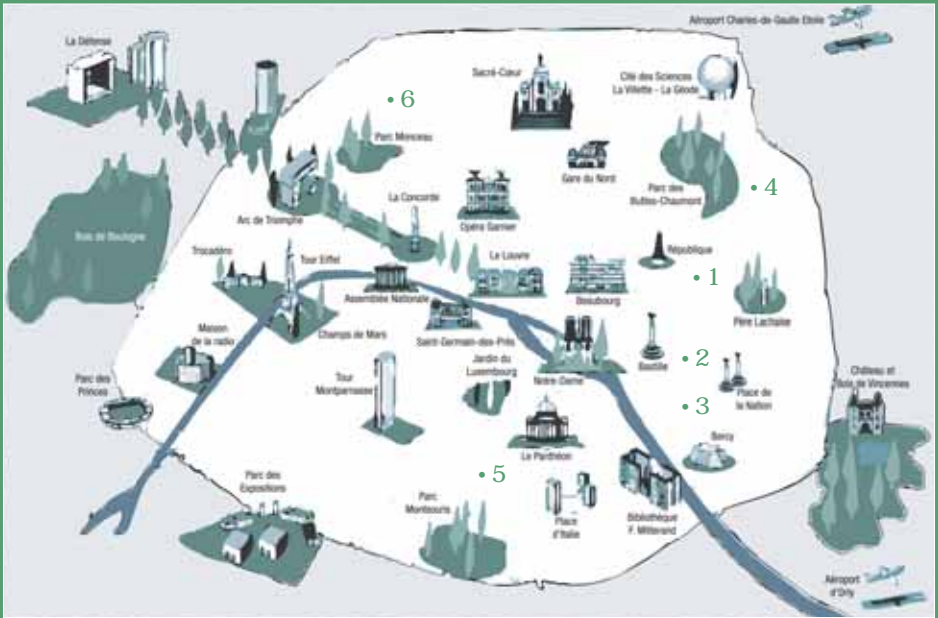 Aéroport Charles-de-Gaulle Etoile
La Défense
Sacré-Cœur
Cité des Sciences
La Villette - La Géode
6
Parc Monceau
Gare du Nord
4
Parc des
Buttes-Chaumont
La Concorde
Arc de Triomphe
Opéra Garnier
Bois de Boulogne
République
Trocadéro
Tour Eiffel
Le Louvre
1
Assemblée Nationale
Beaubourg
Père Lachaise
Maison
de la radio
Champs de Mars
Saint-Germain-des-Prés
2
Bastille
Jardin du
Luxembourg
Notre-Dame
Château et
Bois de Vincennes
Parc des
Princes
Tour
Montparnasse
Place de
la Nation
3
Bercy
Le Panthéon
5
Parc des
Expositions
Parc
Montsouris
Place
d'Italie
Bibliothèque
F. Mitterand
Aéroport
d'Orly